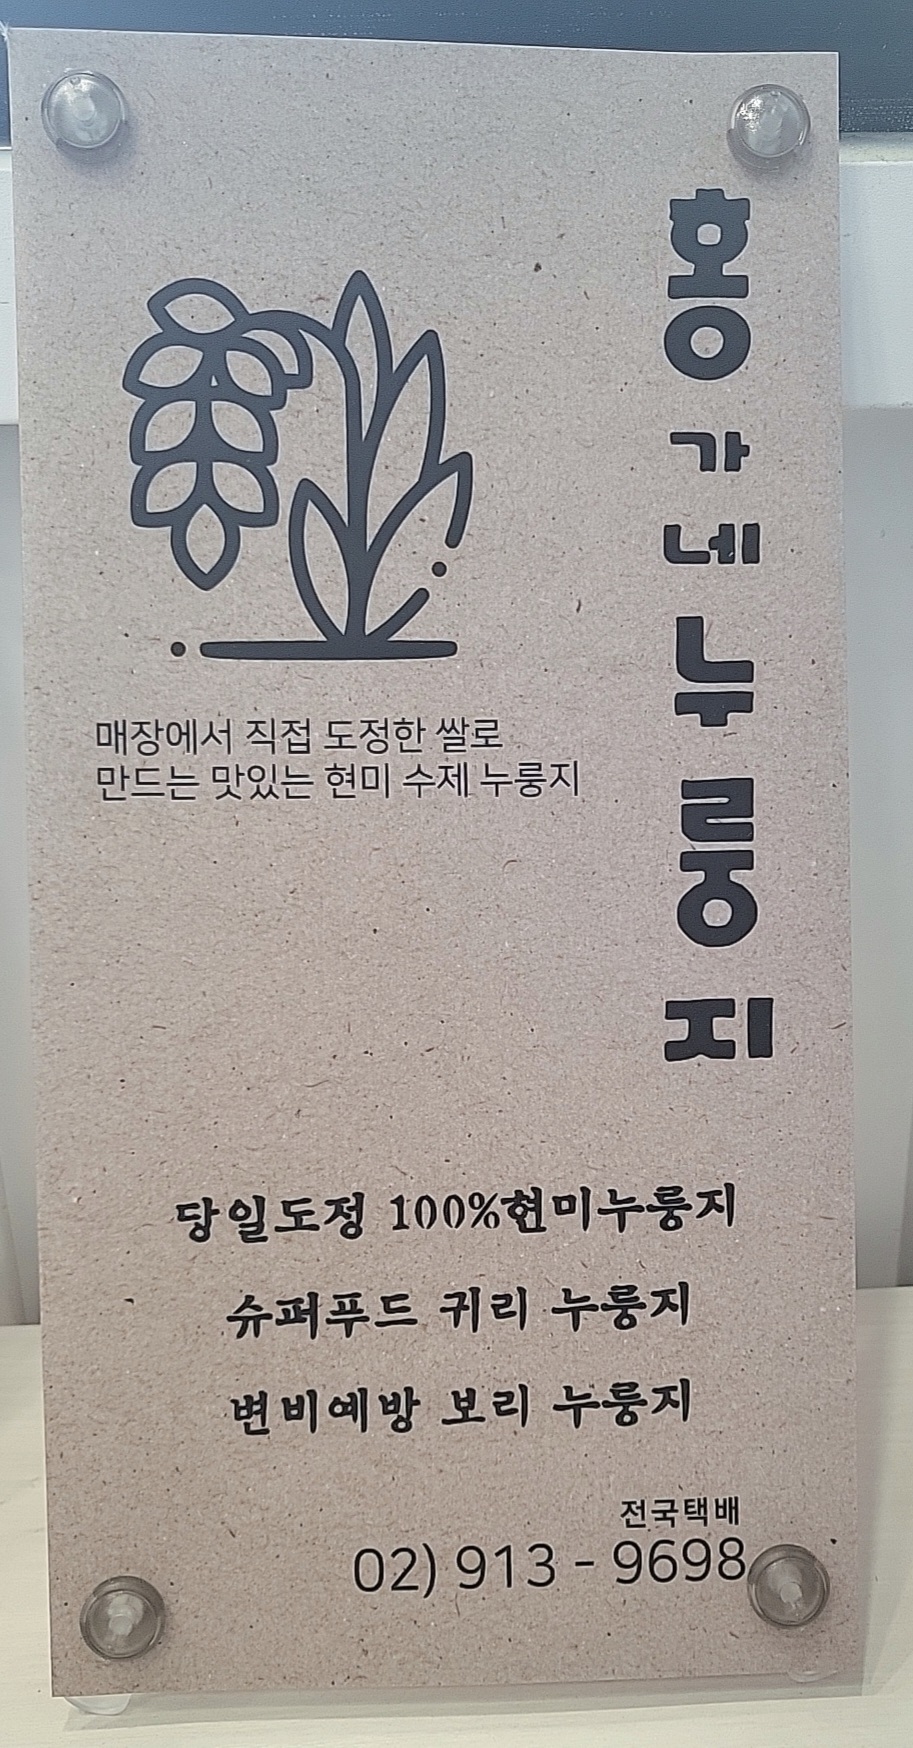 홍가네누룽지
매장에서 직접 도정한 쌀로
만드는 맛있는 현미 수제 누룽지
당일도정 100%현미누룽지
슈퍼푸드 귀리 누룽지
변비예방 보리 누룽지
전국택배
02) 913 - 9698